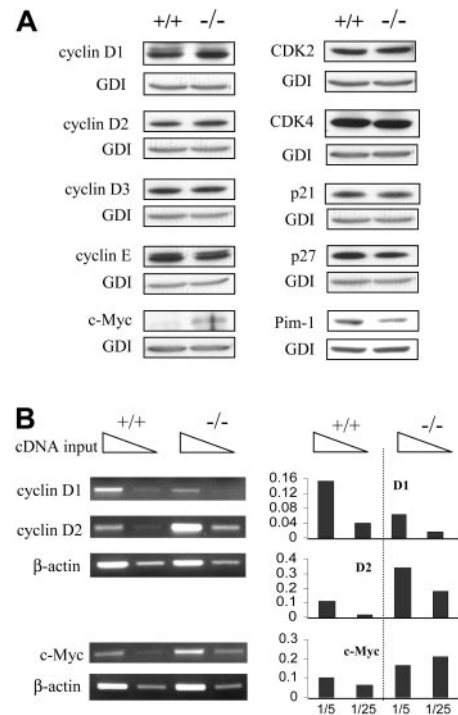 A
+/+ -/- +/+ -/-
cyclin D1 CDK2
GDI GDI
cyclin D2 CDK4
GDI GDI
cyclin D3 p21
GDI GDI
cyclin E p27
GDI GDI
c-Myc Pim-1
GDI GDI
B
+/+ -/- +/+ -/-
cDNA input
cyclin D1 0.16 D1
0.12
0.08
0.04
0
cyclin D2 0.4 D2
0.3
0.2
β-actin 0.1
0
c-Myc 0.3 c-Myc
0.2
β-actin 0.1
0
1/5 1/25 1/5 1/25